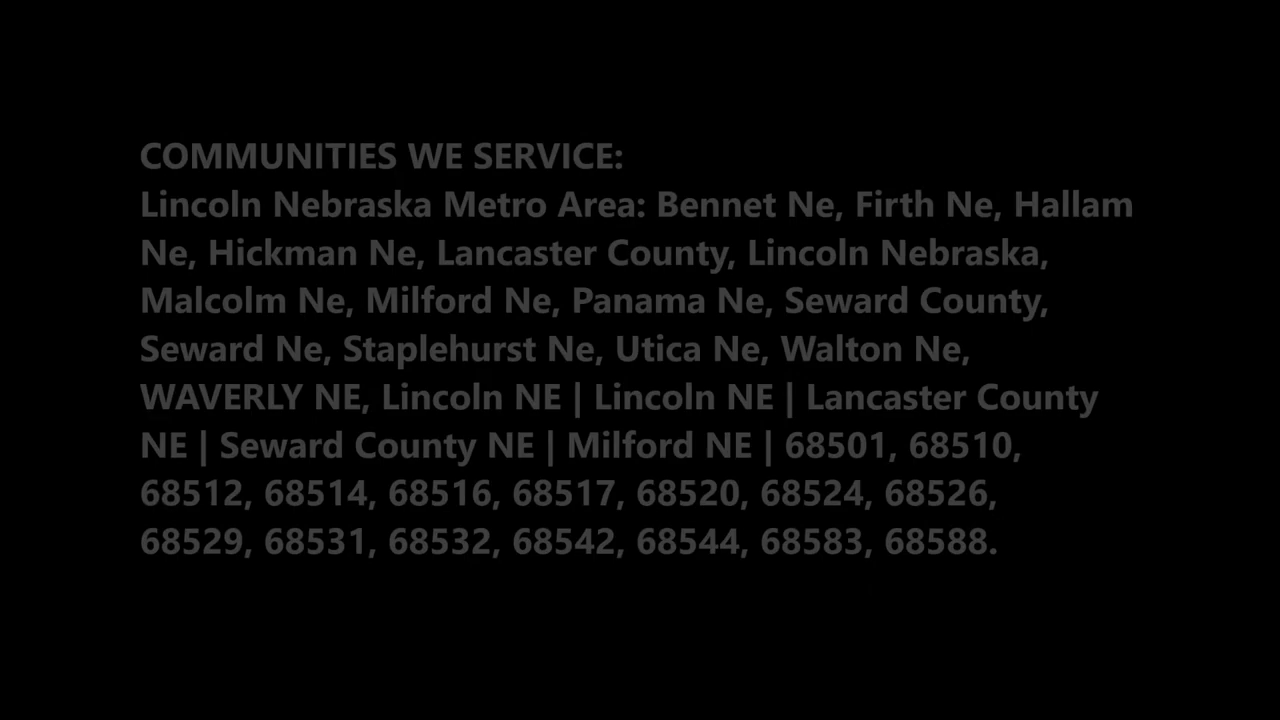 COMMUNITIES WE SERVICE:
Lincoln Nebraska Metro Area: Bennet Ne, Firth Ne, Hallam
Ne, Hickman Ne, Lancaster County, Lincoln Nebraska,
Malcolm Ne, Milford Ne, Panama Ne, Seward County,
Seward Ne, Staplehurst Ne, Utica Ne, Walton Ne,
WAVERLY NE, Lincoln NE | Lincoln NE | Lancaster County
NE | Seward County NE | Milford NE | 68501, 68510,
68512, 68514, 68516, 68517, 68520, 68524, 68526,
68529, 68531, 68532, 68542, 68544, 68583, 68588.